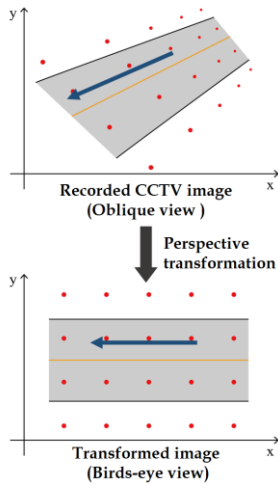 y
x
Recorded CCTV image
(Oblique view )
Perspective
transformation
y
x
Transformed image
(Birds-eye view)